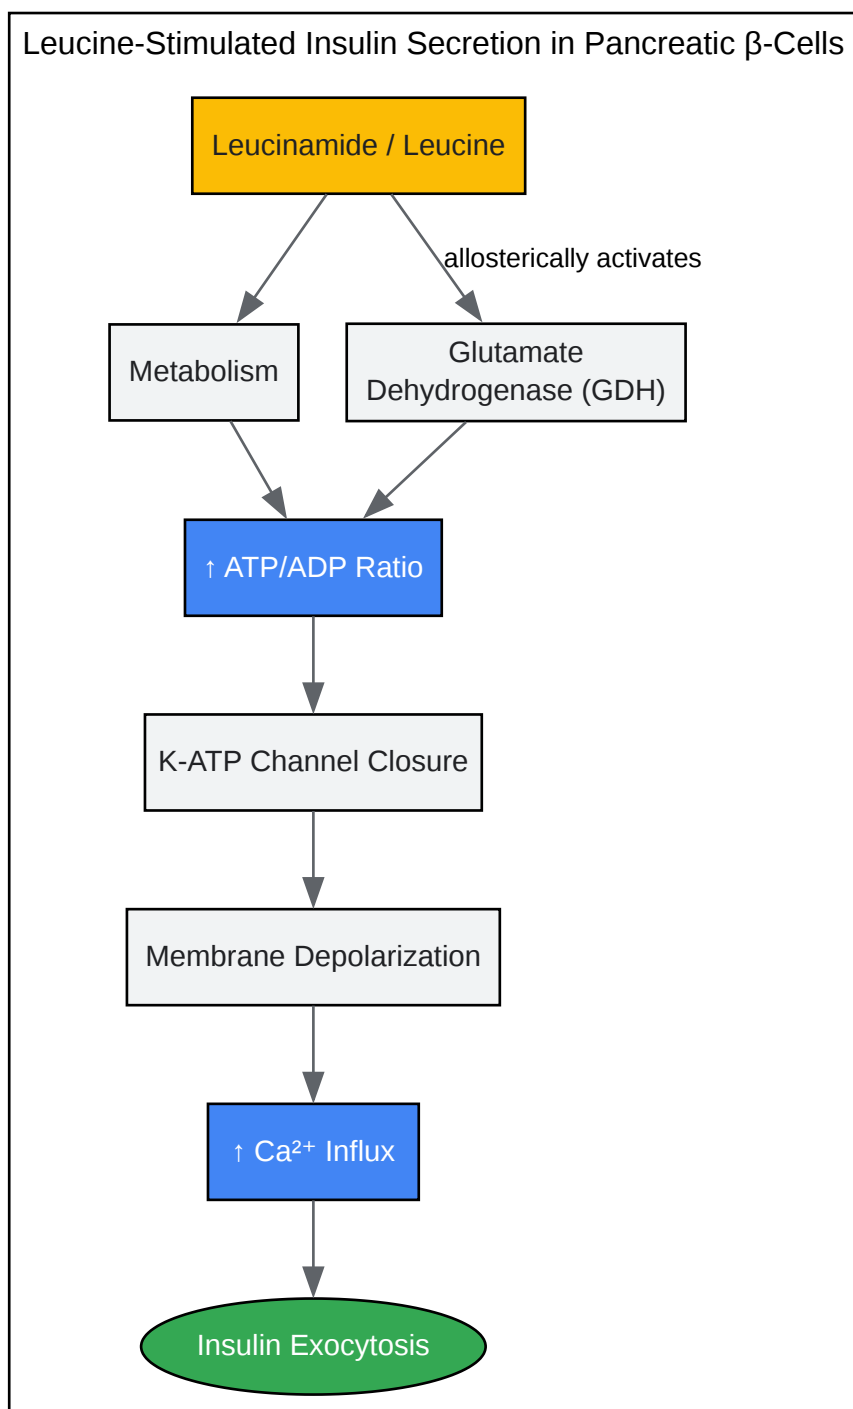 Leucine-Stimulated Insulin Secretion in Pancreatic β-Cells
Leucinamide / Leucine
allosterically activates
Metabolism
Glutamate
Dehydrogenase (GDH)
↑ ATP/ADP Ratio
K-ATP Channel Closure
Membrane Depolarization
↑ Ca²⁺ Influx
Insulin Exocytosis